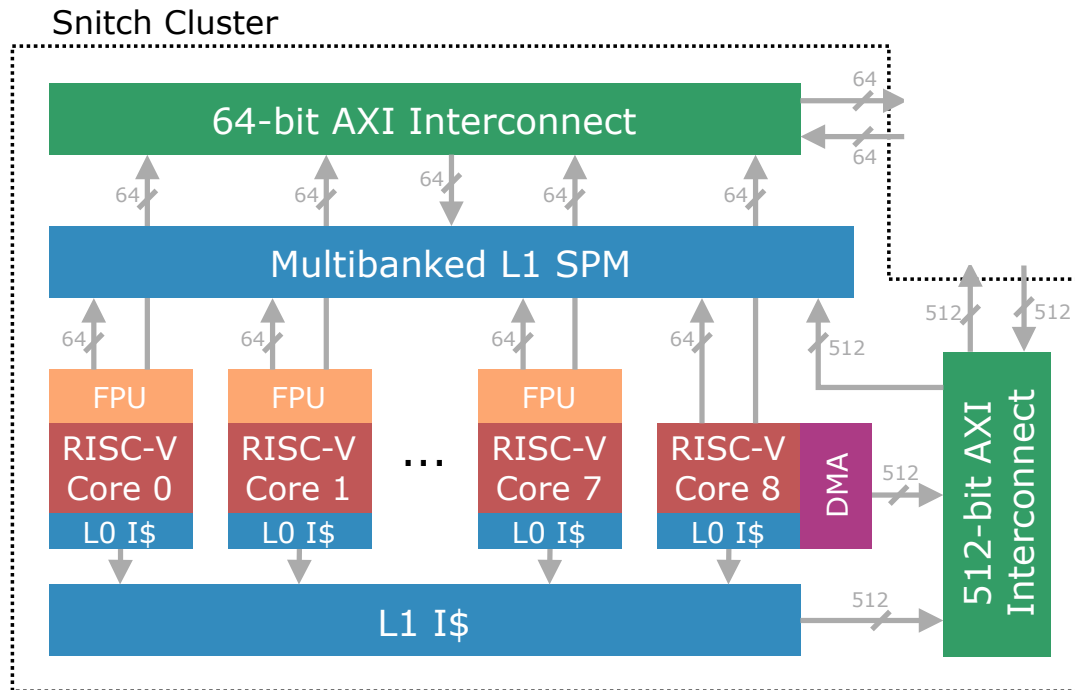 Snitch Cluster
64
64-bit AXI Interconnect
64
64
64
64
64
64
Multibanked L1 SPM
512
512
64
64
64
64
512
FPU
FPU
FPU
RISC-V
Core 0
RISC-V
Core 1
...
RISC-V
Core 7
RISC-V
Core 8
DMA
512
512-bit AXI
Interconnect
L0 I$
L0 I$
L0 I$
L0 I$
L1 I$
512